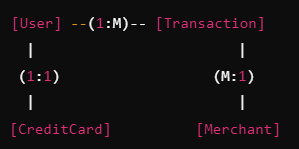 [User] --(1:M)-- [Transaction]
| |
(1:1) (M:1)
| |
[CreditCard] [Merchant]